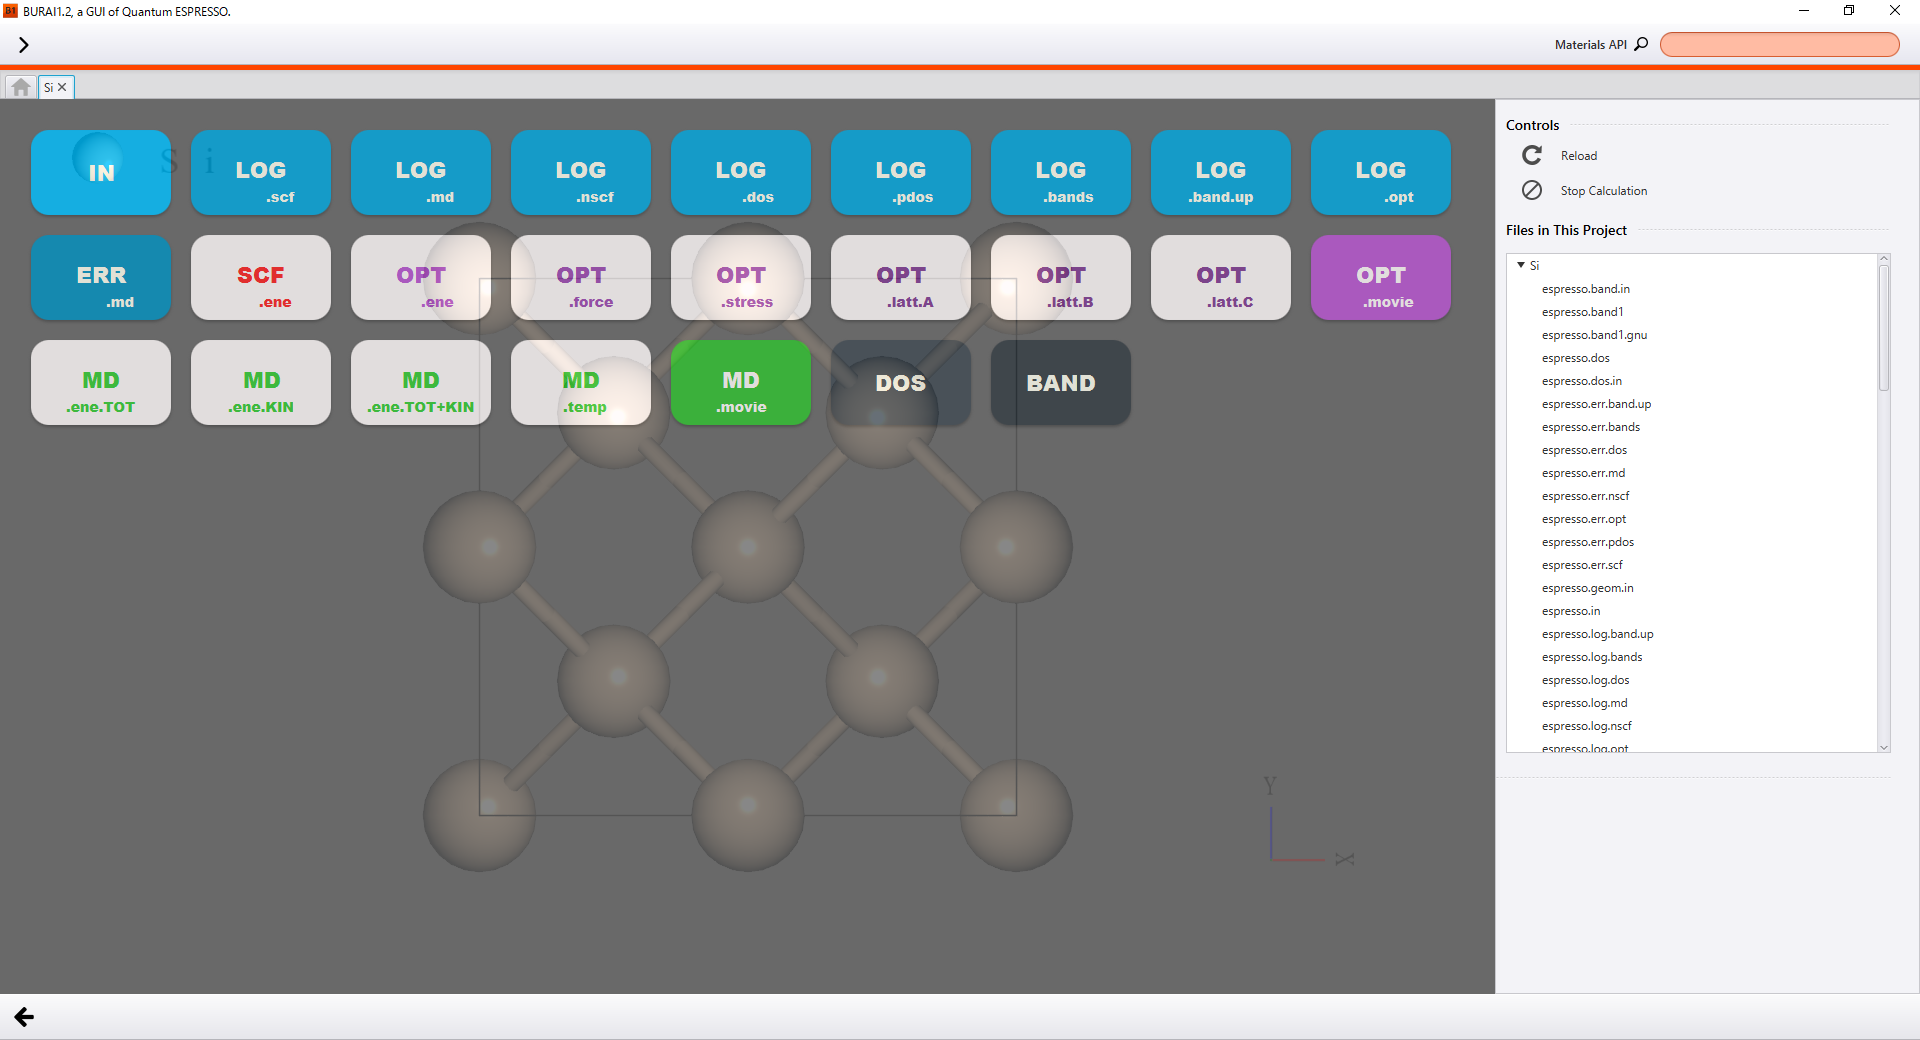 BURAI1.2, a GUI of Quantum ESPRESSO.
Materials API
Si
S i
IN
LOG
.scf
LOG
.md
LOG
.nscf
LOG
.dos
LOG
.pdos
LOG
.bands
LOG
.band.up
LOG
.opt
ERR
.md
SCF
.ene
OPT
.ene
OPT
.force
OPT
.stress
OPT
.latt.A
OPT
.latt.B
OPT
.latt.C
OPT
.movie
MD
.ene.TOT
MD
.ene.KIN
MD
.ene.TOT+KIN
MD
.temp
MD
.movie
DOS
BAND
Y
X
Controls
Reload
Stop Calculation
Files in This Project
Si
espresso.band.in
espresso.band1
espresso.band1.gnu
espresso.dos
espresso.dos.in
espresso.err.band.up
espresso.err.bands
espresso.err.dos
espresso.err.md
espresso.err.nscf
espresso.err.opt
espresso.err.pdos
espresso.err.scf
espresso.geom.in
espresso.in
espresso.log.band.up
espresso.log.bands
espresso.log.dos
espresso.log.md
espresso.log.nscf
espresso.log.opt